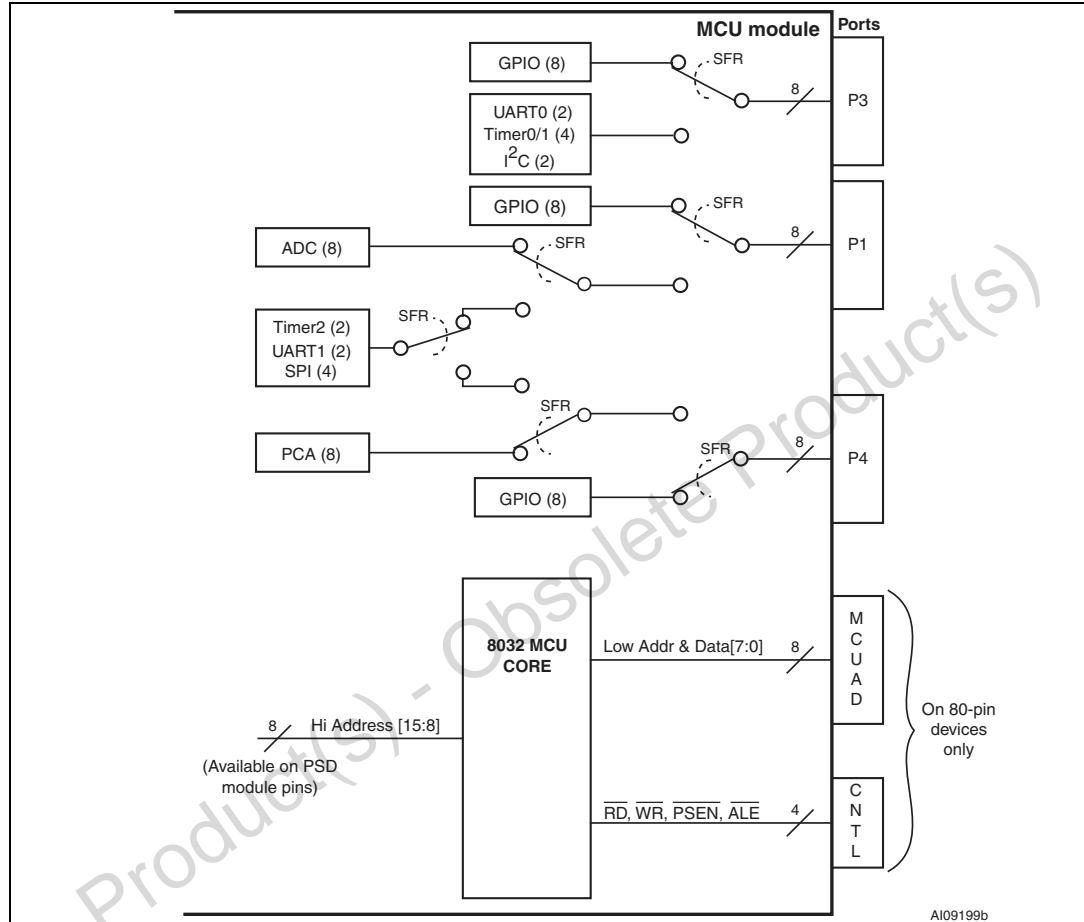 MCU module
Ports
GPIO (8)
SFR
8
P3
UART0 (2)
Timer0/1 (4)
I2C (2)
GPIO (8)
SFR
8
P1
ADC (8)
SFR
Timer2 (2)
UART1 (2)
SPI (4)
SFR
PCA (8)
SFR
GPIO (8)
SFR
8
P4
8032 MCU
CORE
Low Addr & Data[7:0]
8
MCUAD
8
Hi Address [15:8]
(Available on PSD
module pins)
RD, WR, PSEN, ALE
4
CNTL
On 80-pin
devices
only
AI09199b
Product(s) - Obsolete Product(s)